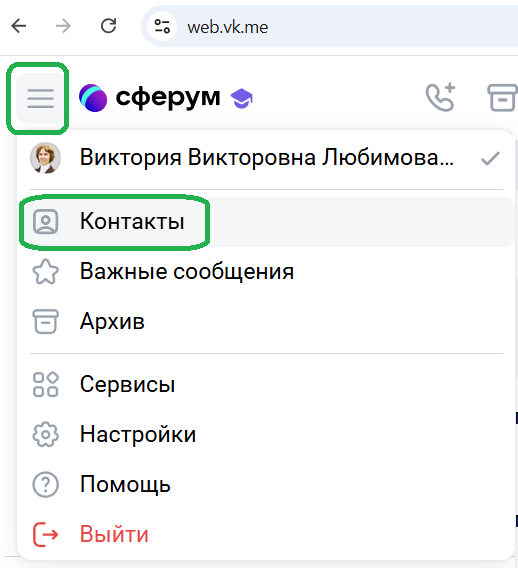 web.vk.me
сферум
Виктория Викторовна Любимова...
Контакты
Важные сообщения
Архив
Сервисы
Настройки
Помощь
Выйти